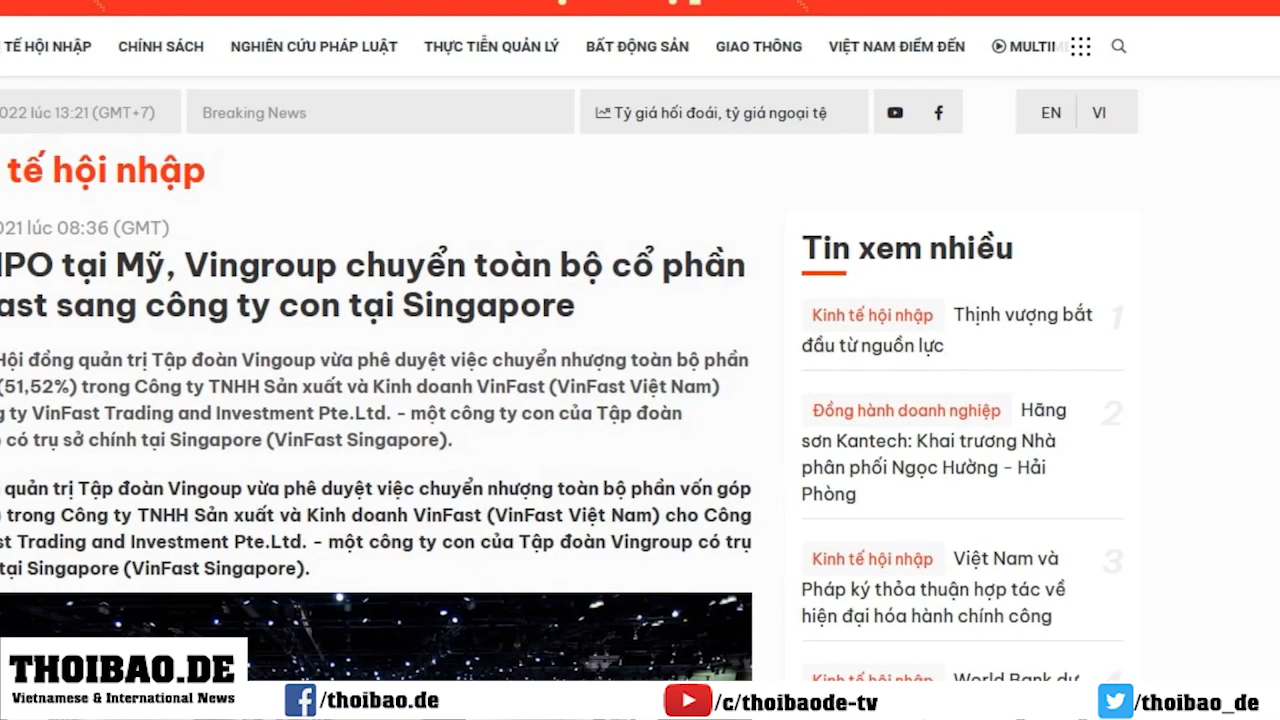 TẾ HỘI NHẬP CHÍNH SÁCH NGHIÊN CỨU PHÁP LUẬT THỰC TIỄN QUẢN LÝ BẤT ĐỘNG SẢN GIAO THÔNG VIỆT NAM ĐIỂM ĐẾN
022 lúc 13:21 (GMT+7) Breaking News Tỷ giá hối đoái, tỷ giá ngoại tệ EN VI
tế hội nhập
021 lúc 08:36 (GMT)
IPO tại Mỹ, Vingroup chuyển toàn bộ cổ phần
ast sang công ty con tại Singapore
Hội đồng quản trị Tập đoàn Vingoup vừa phê duyệt việc chuyển nhượng toàn bộ phần
(51,52%) trong Công ty TNHH Sản xuất và Kinh doanh VinFast (VinFast Việt Nam)
g ty VinFast Trading and Investment Pte.Ltd. - một công ty con của Tập đoàn
có trụ sở chính tại Singapore (VinFast Singapore).
quản trị Tập đoàn Vingoup vừa phê duyệt việc chuyển nhượng toàn bộ phần vốn góp
trong Công ty TNHH Sản xuất và Kinh doanh VinFast (VinFast Việt Nam) cho Công
st Trading and Investment Pte.Ltd. - một công ty con của Tập đoàn Vingroup có trụ
tại Singapore (VinFast Singapore).
Tin xem nhiều
Kinh tế hội nhập Thịnh vượng bắt 1
đầu từ nguồn lực
Đồng hành doanh nghiệp Hãng 2
sơn Kantech: Khai trương Nhà
phân phối Ngọc Hường - Hải
Phòng
Kinh tế hội nhập Việt Nam và 3
Pháp ký thỏa thuận hợp tác về
hiện đại hóa hành chính công
Kinh tế hội nhập World Bank dự
THOIBAO.DE
Vietnamese & International News
/thoibao.de
/c/thoibaode-tv
/thoibao_de